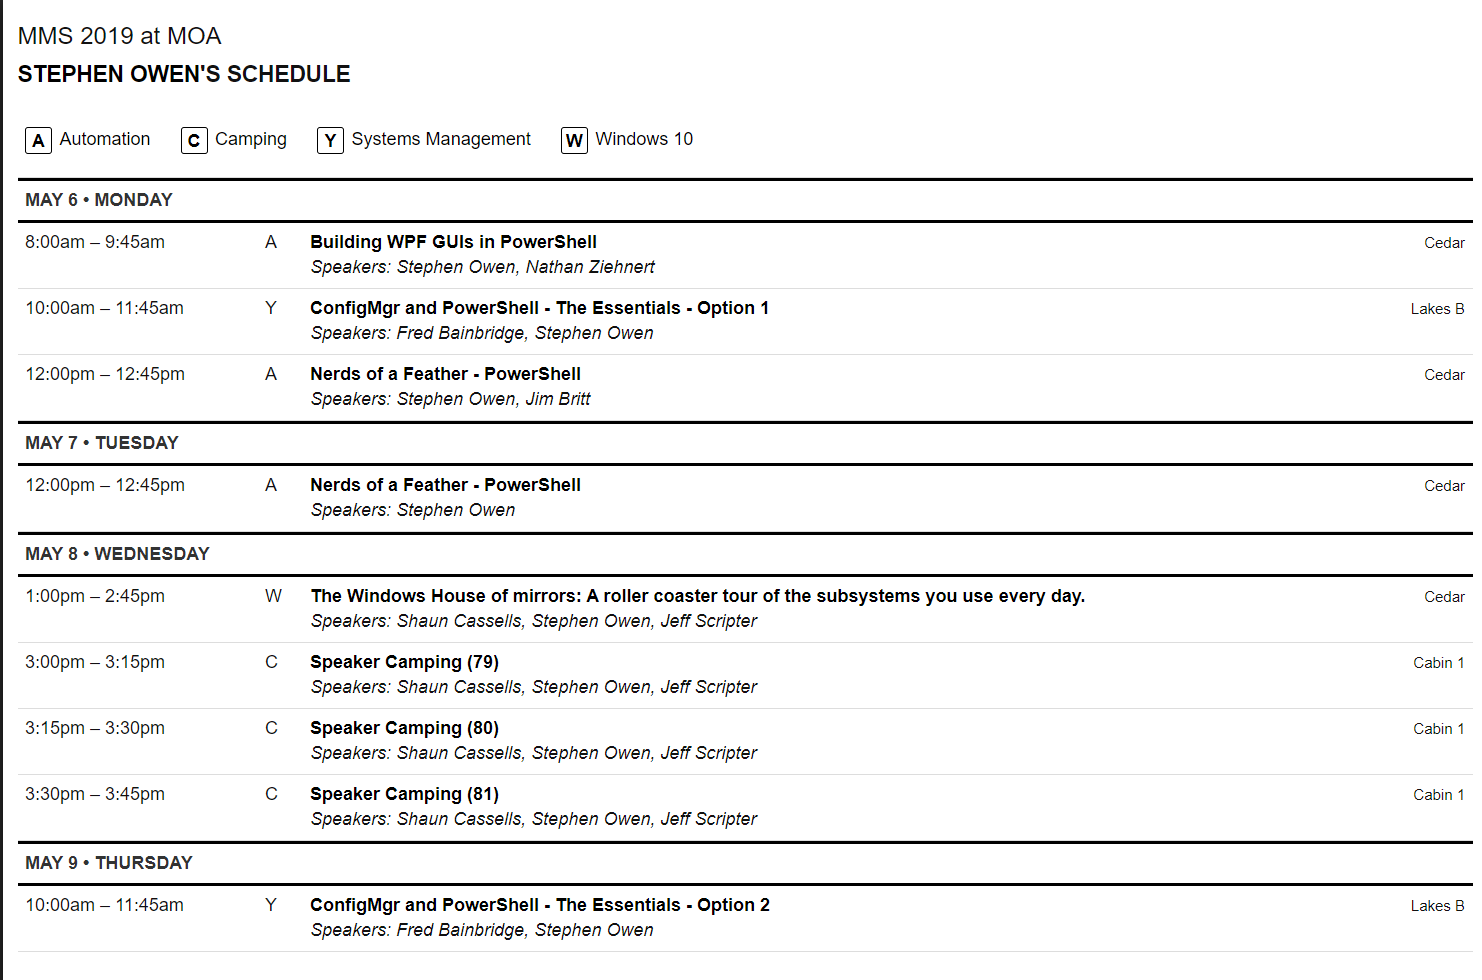 MMS 2019 at MOA
STEPHEN OWEN'S SCHEDULE
A Automation C Camping Y Systems Management W Windows 10
MAY 6 • MONDAY
8:00am – 9:45am A Building WPF GUIs in PowerShell Cedar
Speakers: Stephen Owen, Nathan Ziehnert
10:00am – 11:45am Y ConfigMgr and PowerShell - The Essentials - Option 1 Lakes B
Speakers: Fred Bainbridge, Stephen Owen
12:00pm – 12:45pm A Nerds of a Feather - PowerShell Cedar
Speakers: Stephen Owen, Jim Britt
MAY 7 • TUESDAY
12:00pm – 12:45pm A Nerds of a Feather - PowerShell Cedar
Speakers: Stephen Owen
MAY 8 • WEDNESDAY
1:00pm – 2:45pm W The Windows House of mirrors: A roller coaster tour of the subsystems you use every day. Cedar
Speakers: Shaun Cassells, Stephen Owen, Jeff Scripter
3:00pm – 3:15pm C Speaker Camping (79) Cabin 1
Speakers: Shaun Cassells, Stephen Owen, Jeff Scripter
3:15pm – 3:30pm C Speaker Camping (80) Cabin 1
Speakers: Shaun Cassells, Stephen Owen, Jeff Scripter
3:30pm – 3:45pm C Speaker Camping (81) Cabin 1
Speakers: Shaun Cassells, Stephen Owen, Jeff Scripter
MAY 9 • THURSDAY
10:00am – 11:45am Y ConfigMgr and PowerShell - The Essentials - Option 2 Lakes B
Speakers: Fred Bainbridge, Stephen Owen